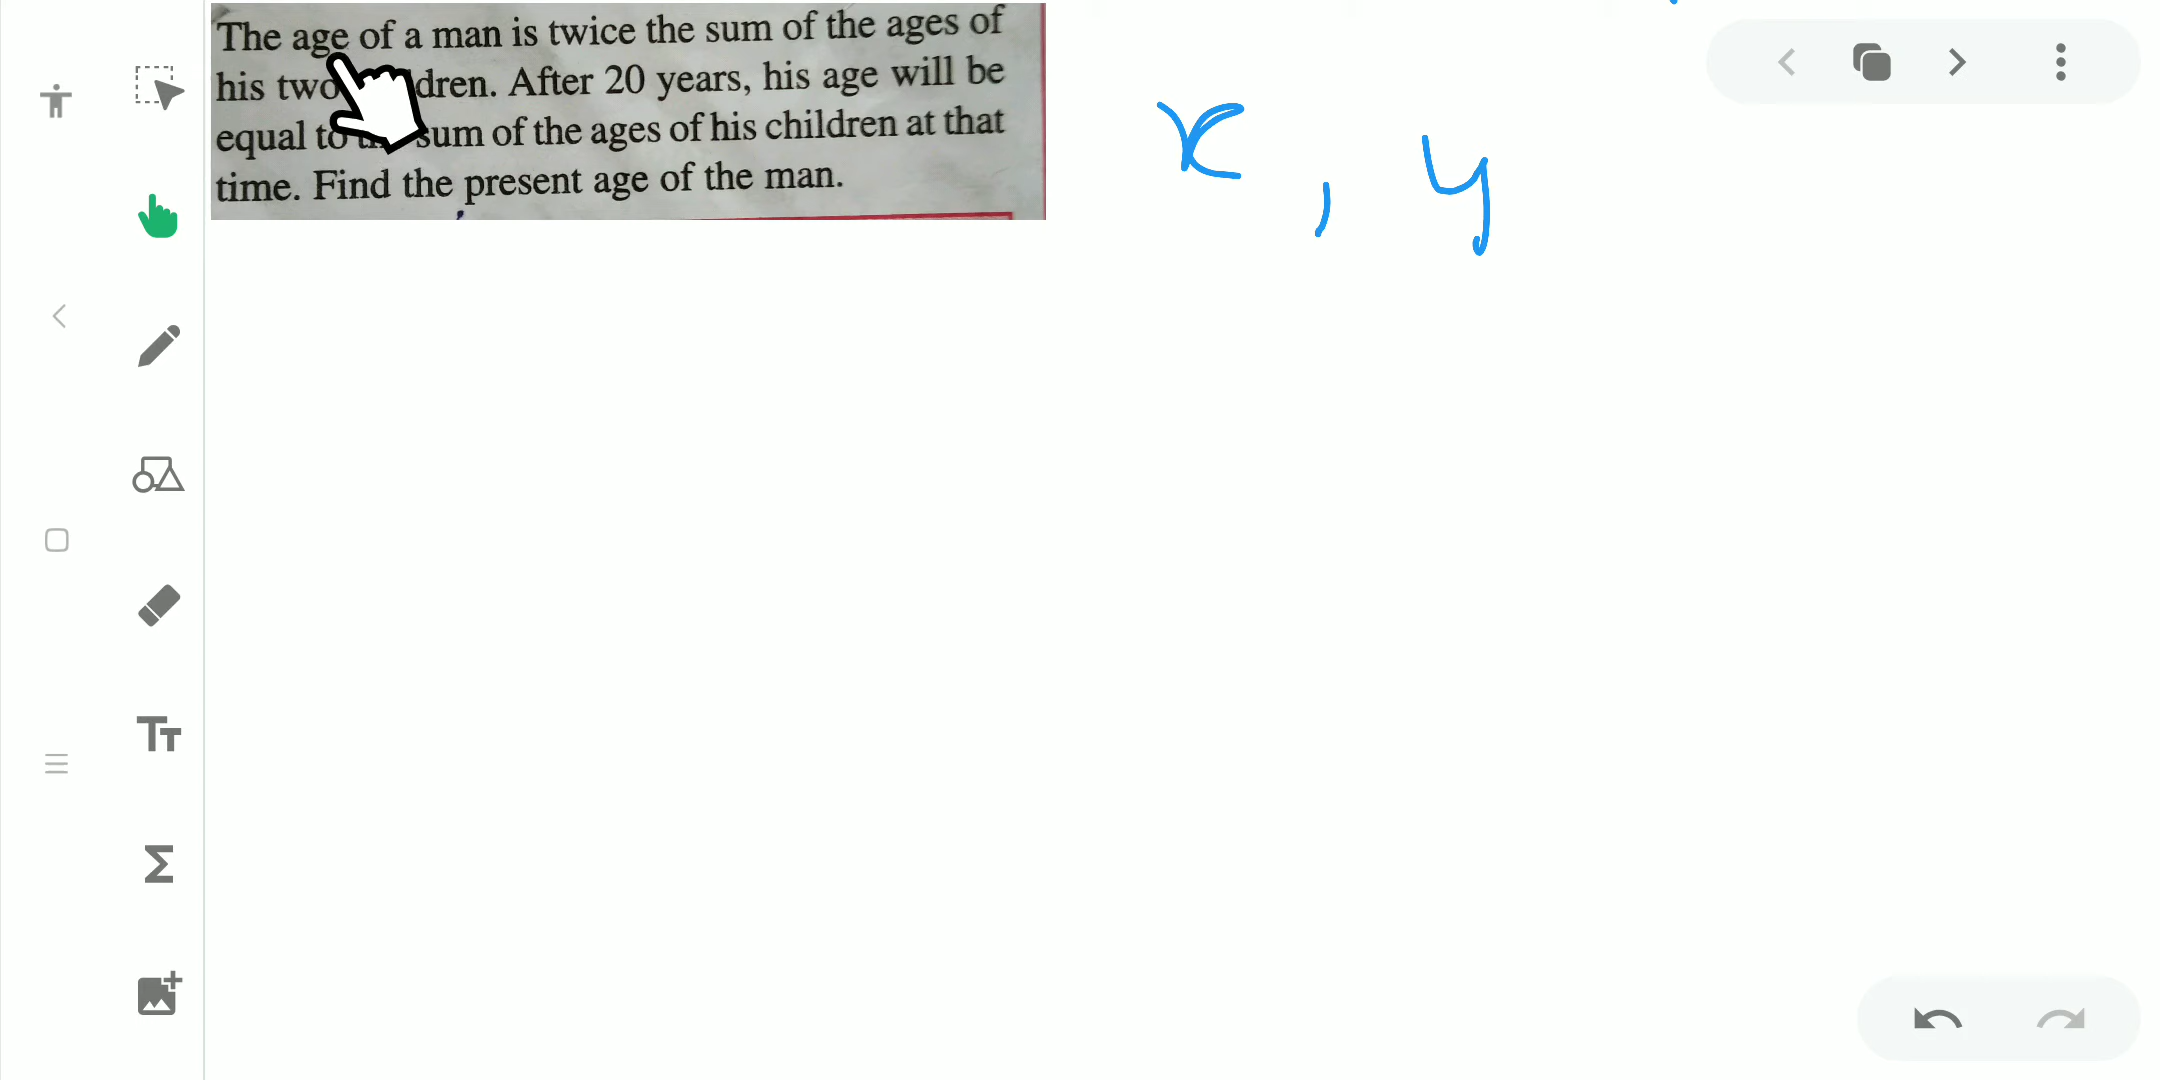 The age of a man is twice the sum of the ages of
his two dren. After 20 years, his age will be
equal to sum of the ages of his children at that
time. Find the present age of the man.
x, y